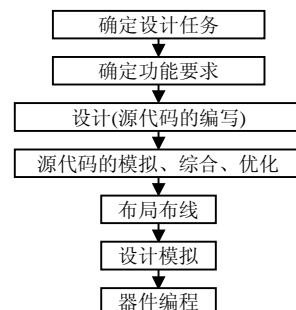 确定设计任务
确定功能要求
设计(源代码的编写)
源代码的模拟、综合、优化
布局布线
设计模拟
器件编程